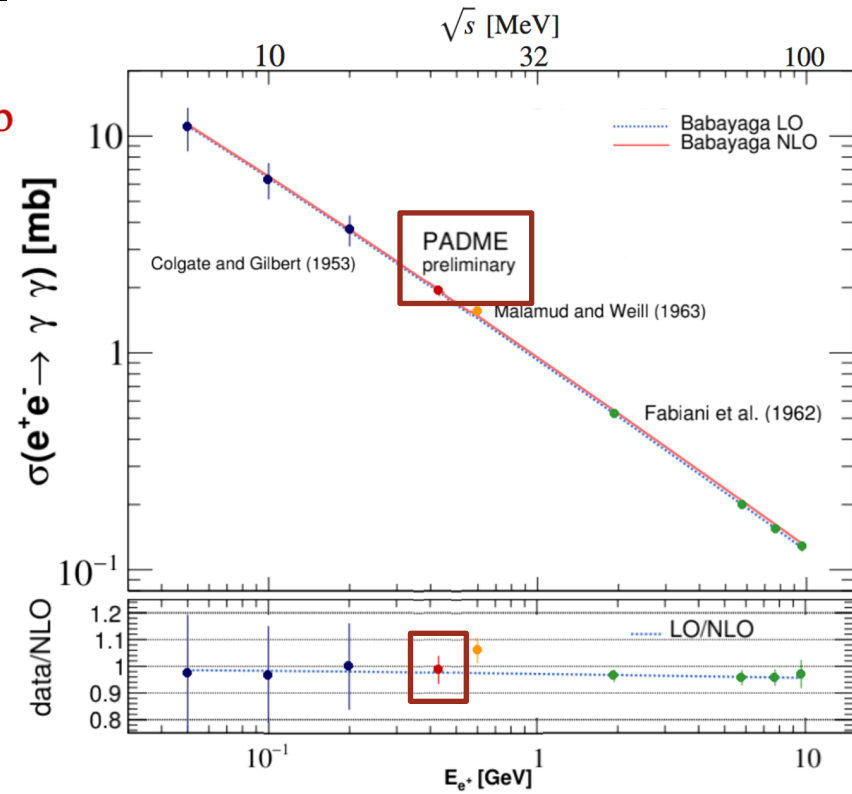 √s [MeV]
10 32 100
b
σ(e⁺e⁻→ γ γ) [mb]
10
1
10⁻¹
Babayaga LO
Babayaga NLO
PADME
preliminary
Colgate and Gilbert (1953)
Malamud and Weill (1963)
Fabiani et al. (1962)
data/NLO
1.2
1.1
1
0.9
0.8
LO/NLO
10⁻¹ 1 10
E_e⁺ [GeV]